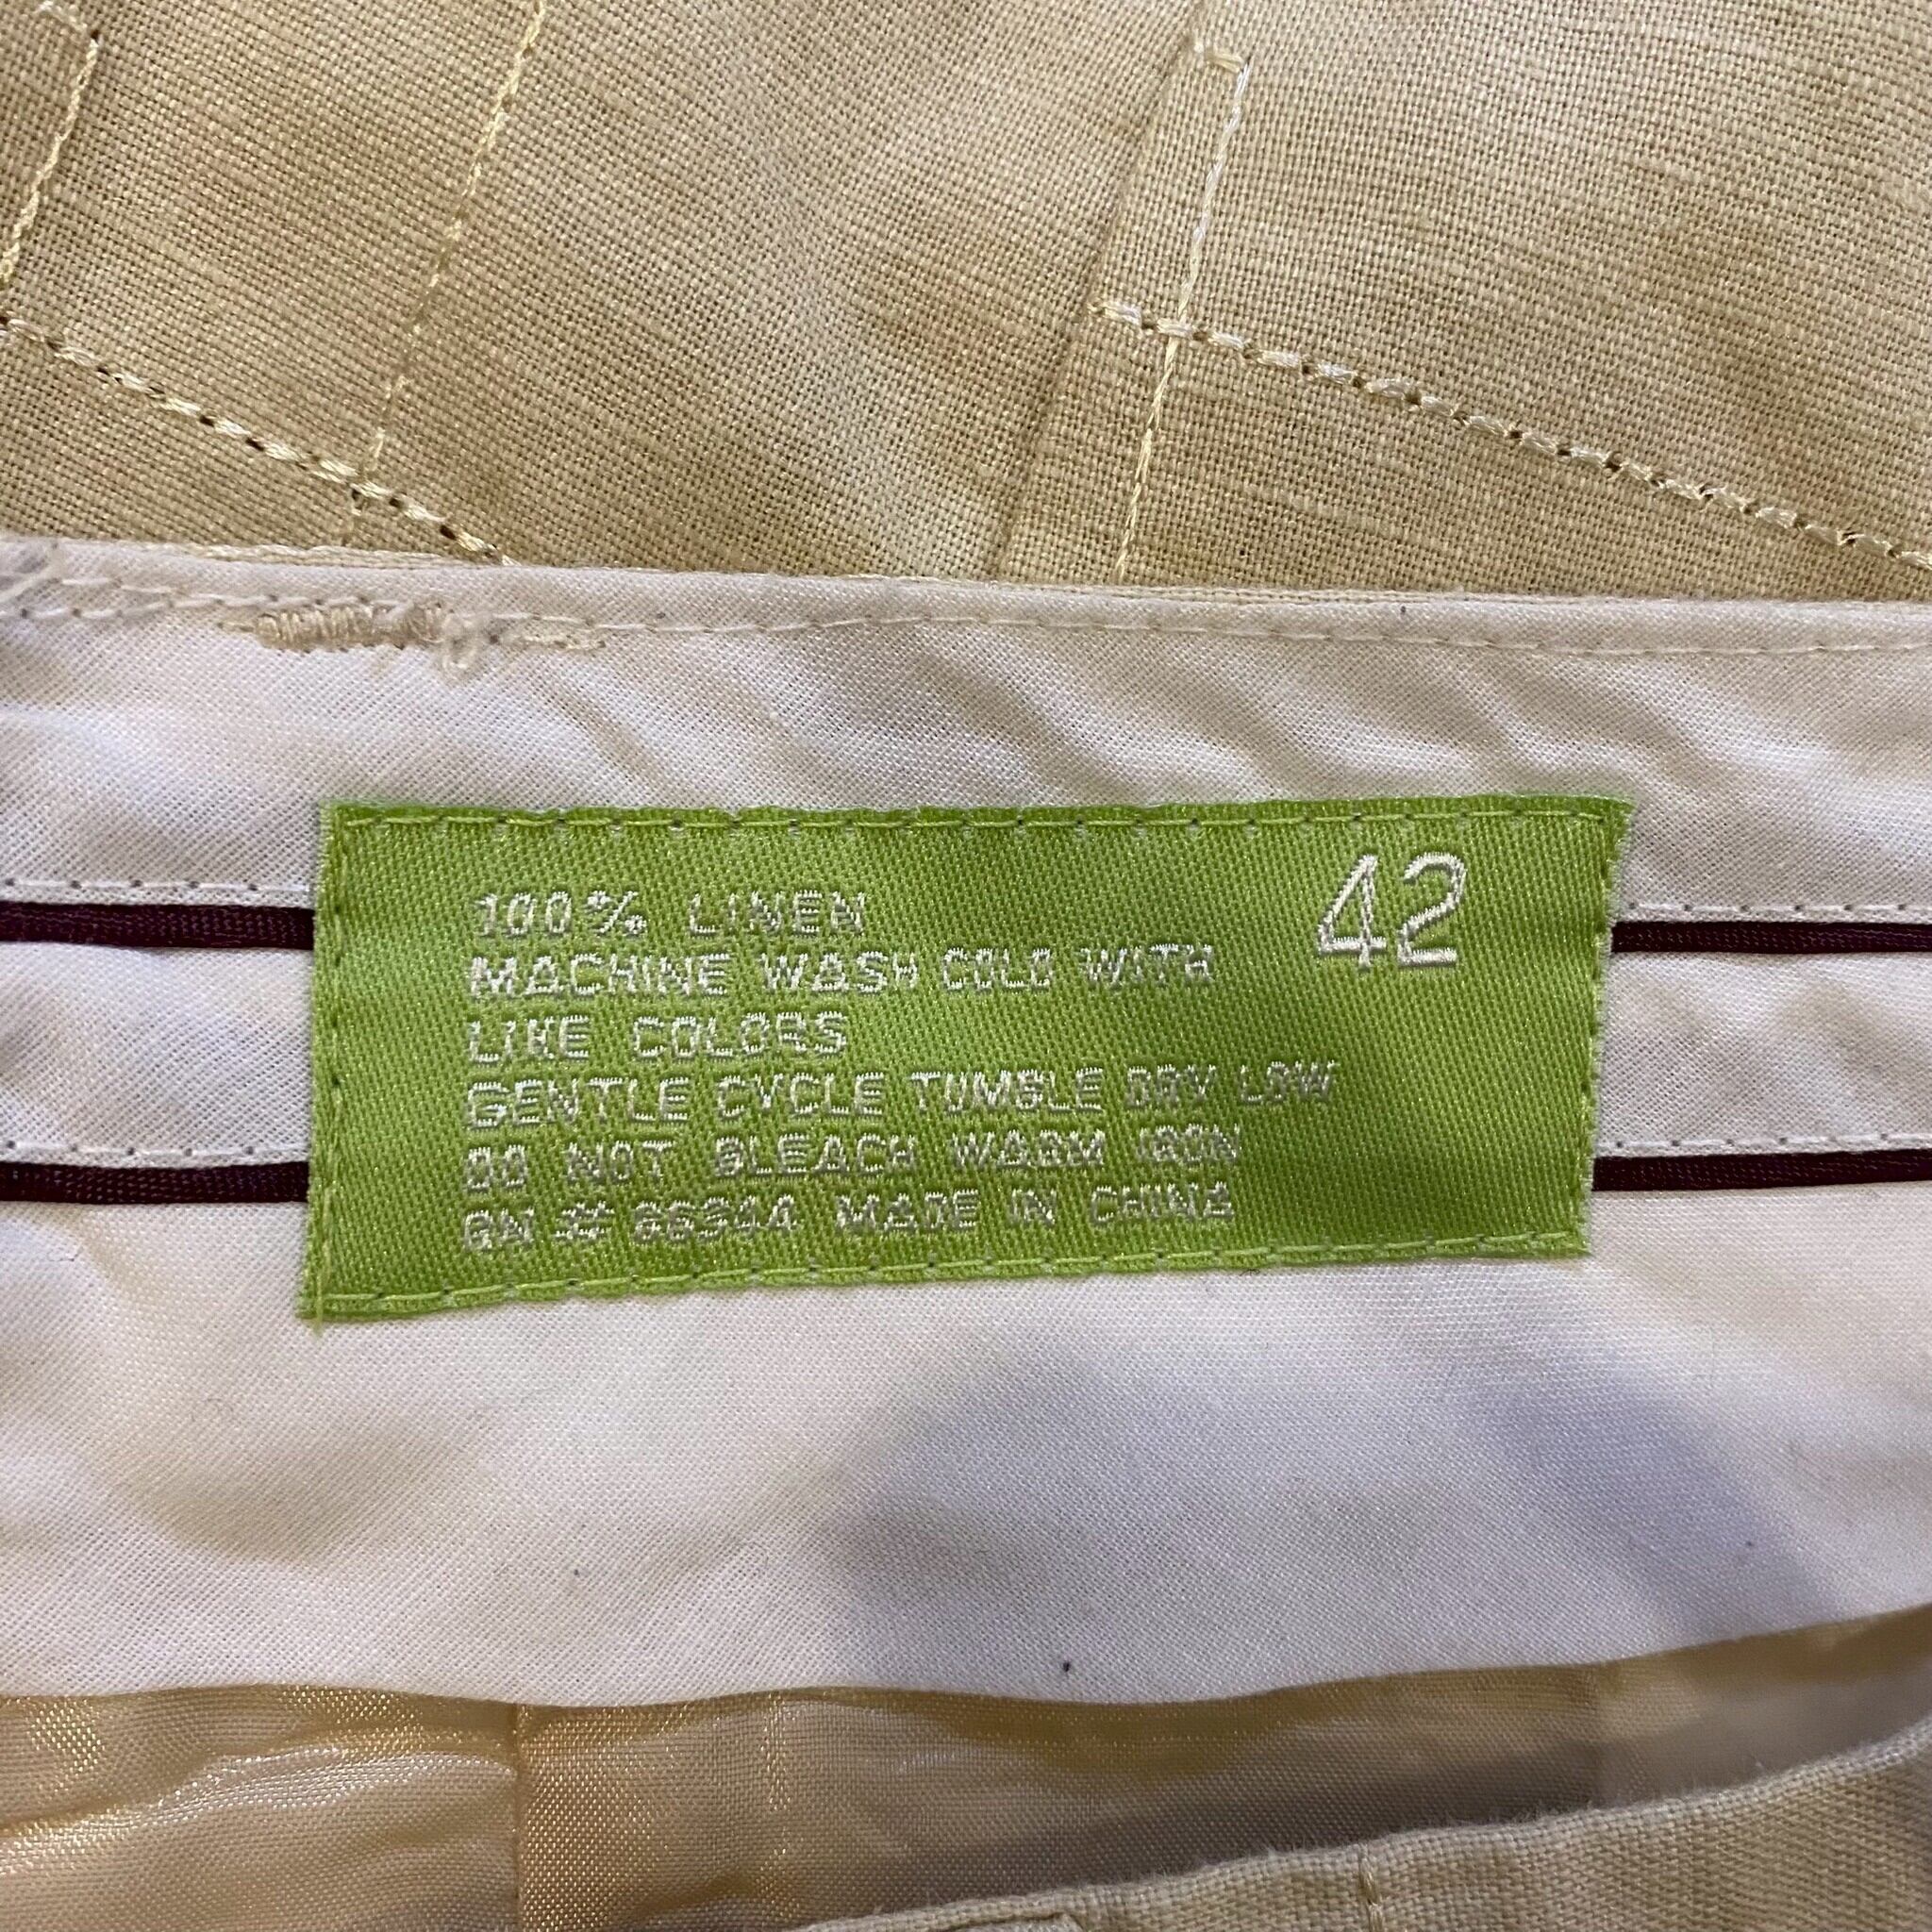 42
100% LINEN
MACHINE WASH COLD WITH
LIKE COLORS
GENTLE CYCLE TUMBLE DRY LOW
DO NOT BLEACH WARM IRON
RN # 66344 MADE IN CHINA